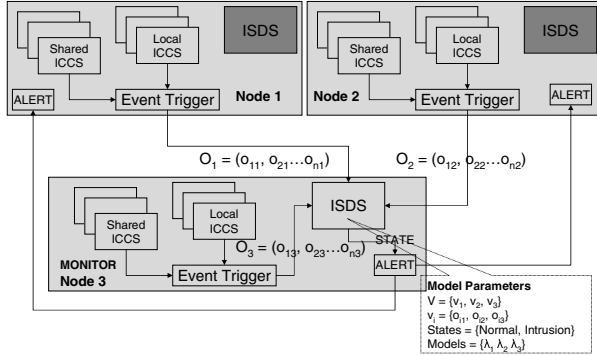 Shared
ICCS
Local
ICCS
ISDS
ALERT
Event Trigger
Node 1
Shared
ICCS
Local
ICCS
ISDS
Node 2
Event Trigger
ALERT
O1 = (o11, o21…on1)
O2 = (o12, o22…on2)
Shared
ICCS
Local
ICCS
ISDS
O3 = (o13, o23…on3)
STATE
MONITOR
Node 3
Event Trigger
ALERT
Model Parameters
V = {v1, v2, v3}
vi = {oi1, oi2, oi3}
States = {Normal, Intrusion}
Models = {λ1 λ2 λ3}